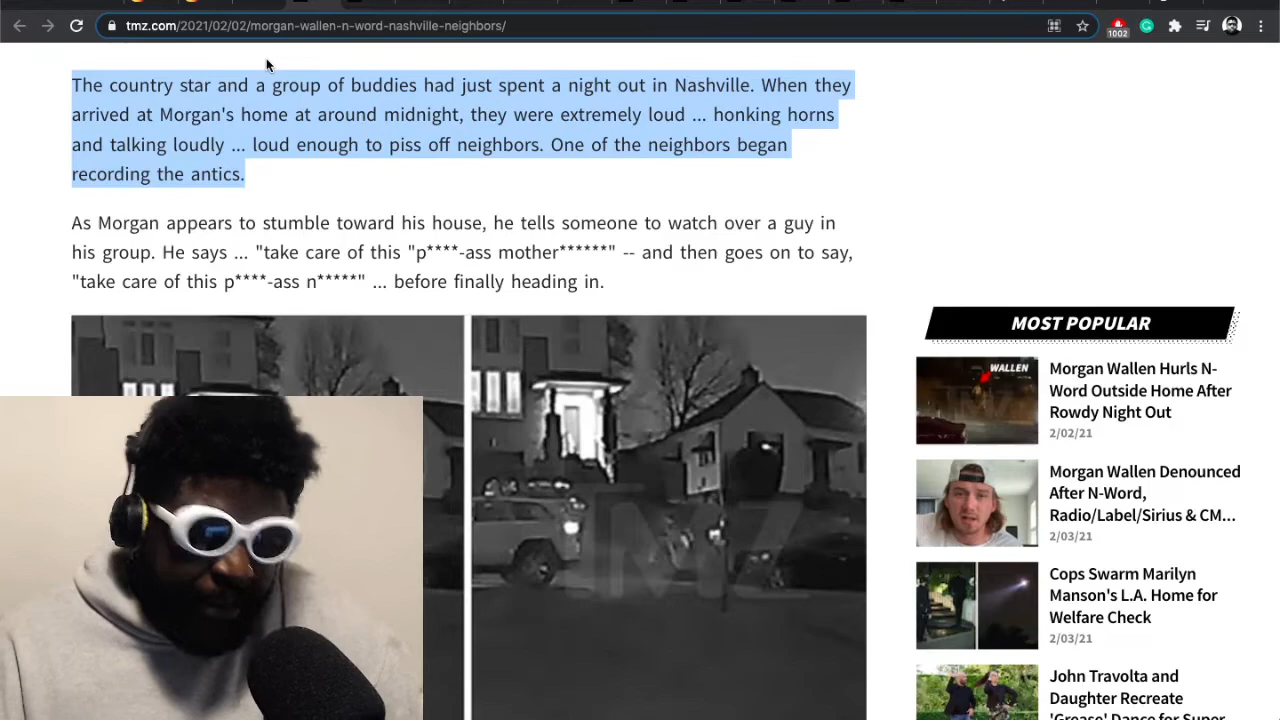 tmz.com/2021/02/02/morgan-wallen-n-word-nashville-neighbors/
1002
The country star and a group of buddies had just spent a night out in Nashville. When they
arrived at Morgan's home at around midnight, they were extremely loud ... honking horns
and talking loudly ... loud enough to piss off neighbors. One of the neighbors began
recording the antics.
As Morgan appears to stumble toward his house, he tells someone to watch over a guy in
his group. He says ... "take care of this "p****-ass mother******" -- and then goes on to say,
"take care of this p****-ass n*****" ... before finally heading in.
TMZ
MOST POPULAR
WALLEN
Morgan Wallen Hurls N-
Word Outside Home After
Rowdy Night Out
2/02/21
Morgan Wallen Denounced
After N-Word,
Radio/Label/Sirius & CM...
2/03/21
Cops Swarm Marilyn
Manson's L.A. Home for
Welfare Check
2/03/21
John Travolta and
Daughter Recreate
'Grease' Dance for Super